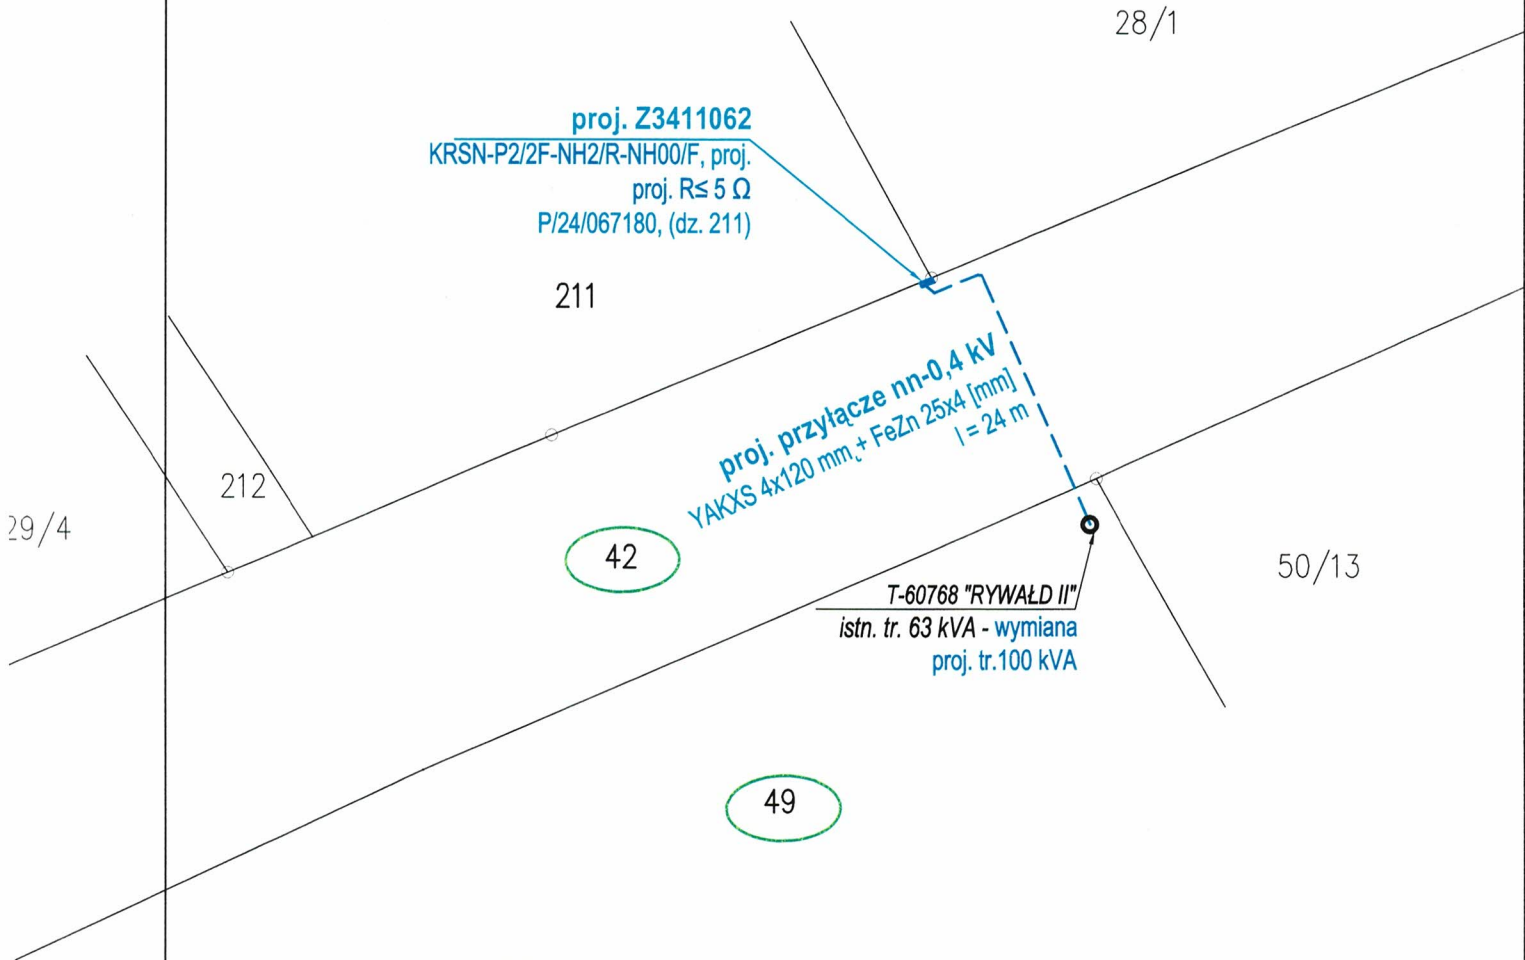 28/1
proj. Z3411062
KRSN-P2/2F-NH2/R-NH00/F, proj.
proj. R≤ 5 Ω
P/24/067180, (dz. 211)
211
proj. przyłącze nn-0,4 kV
YAKXS 4x120 mm + FeZn 25x4 [mm]
l = 24 m
212
29/4
42
50/13
T-60768 "RYWAŁD II"
istn. tr. 63 kVA - wymiana
proj. tr.100 kVA
49